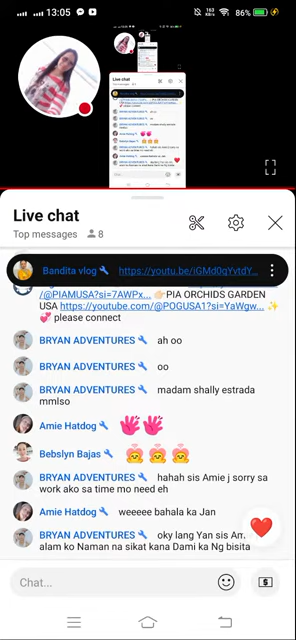 13:05
163 KB/s
86%
Live chat
Live chat
Top messages 8
Bandita vlog https://youtu.be/iGMd0qYvtdY...
/@PIAMUSA?si=7AWPx... 👉🏻 PIA ORCHIDS GARDEN
USA https://youtube.com/@POGUSA1?si=YaWgw... ✨
💞 please connect
BRYAN ADVENTURES ah oo
BRYAN ADVENTURES oo
BRYAN ADVENTURES madam shally estrada
mmlso
Amie Hatdog
Bebslyn Bajas
BRYAN ADVENTURES hahah sis Amie j sorry sa
work ako sa time mo need eh
Amie Hatdog weeeee bahala ka Jan
BRYAN ADVENTURES oky lang Yan sis Am
alam ko Naman na sikat kana Dami ka Ng bisita
Chat...